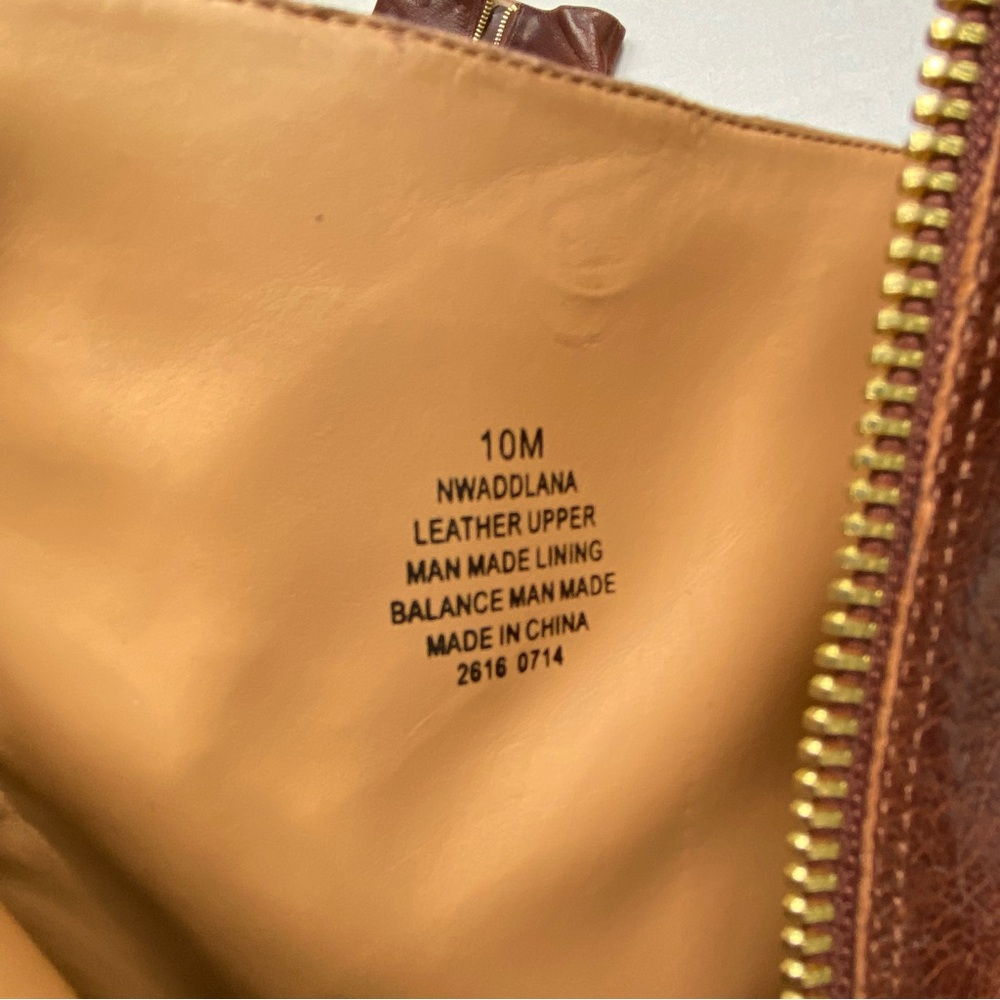 10M
NWADDLANA
LEATHER UPPER
MAN MADE LINING
BALANCE MAN MADE
MADE IN CHINA
2616 0714